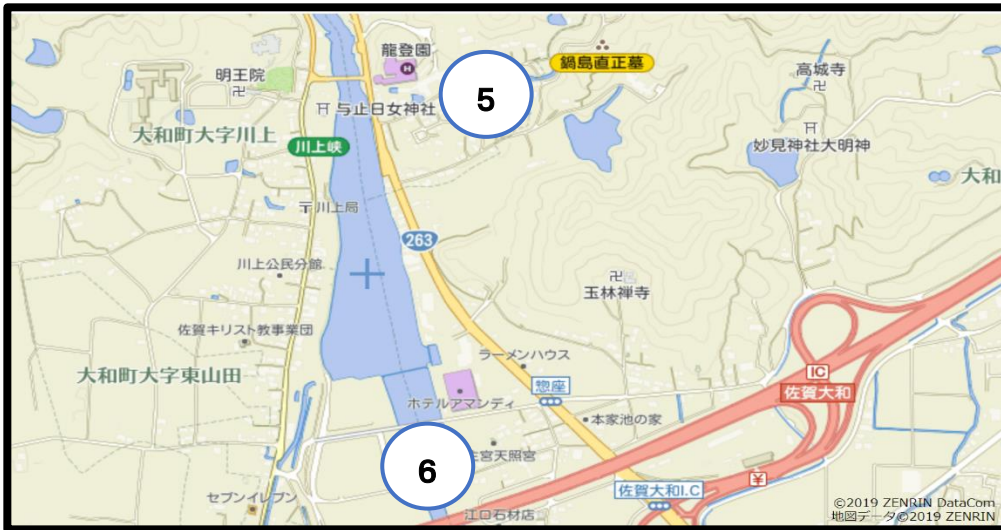 龍登園
明王院
卍
5
鍋島直正墓
高城寺
卍
与止日女神社
大和町大字川上
川上峡
妙見神社大明神
大和
〒川上局
263
川上公民分館
卍
玉林禅寺
佐賀キリスト教事業団
ラーメンハウス
IC
大和町大字東山田
惣座
佐賀大和
ホテルアマンディ
本家池の家
6
宮天照宮
¥
佐賀大和I.C
セブンイレブン
江口石材店
©2019 ZENRIN DataCom
地図データ©2019 ZENRIN